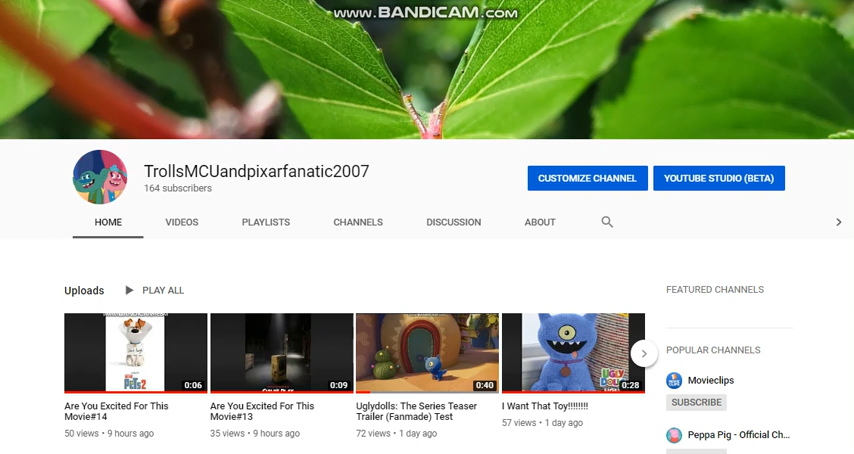 www.BANDICAM.com
TrollsMCUandpixarfanatic2007
164 subscribers
CUSTOMIZE CHANNEL
YOUTUBE STUDIO (BETA)
HOME
VIDEOS
PLAYLISTS
CHANNELS
DISCUSSION
ABOUT
Uploads
PLAY ALL
FEATURED CHANNELS
PETS 2
0:06
0:09
0:40
UGLY
0:28
Are You Excited For This
Movie#14
50 views • 9 hours ago
Are You Excited For This
Movie#13
35 views • 9 hours ago
Uglydolls: The Series Teaser
Trailer (Fanmade) Test
72 views • 1 day ago
I Want That Toy!!!!!!!!
57 views • 1 day ago
POPULAR CHANNELS
Movieclips
SUBSCRIBE
Peppa Pig - Official Ch...